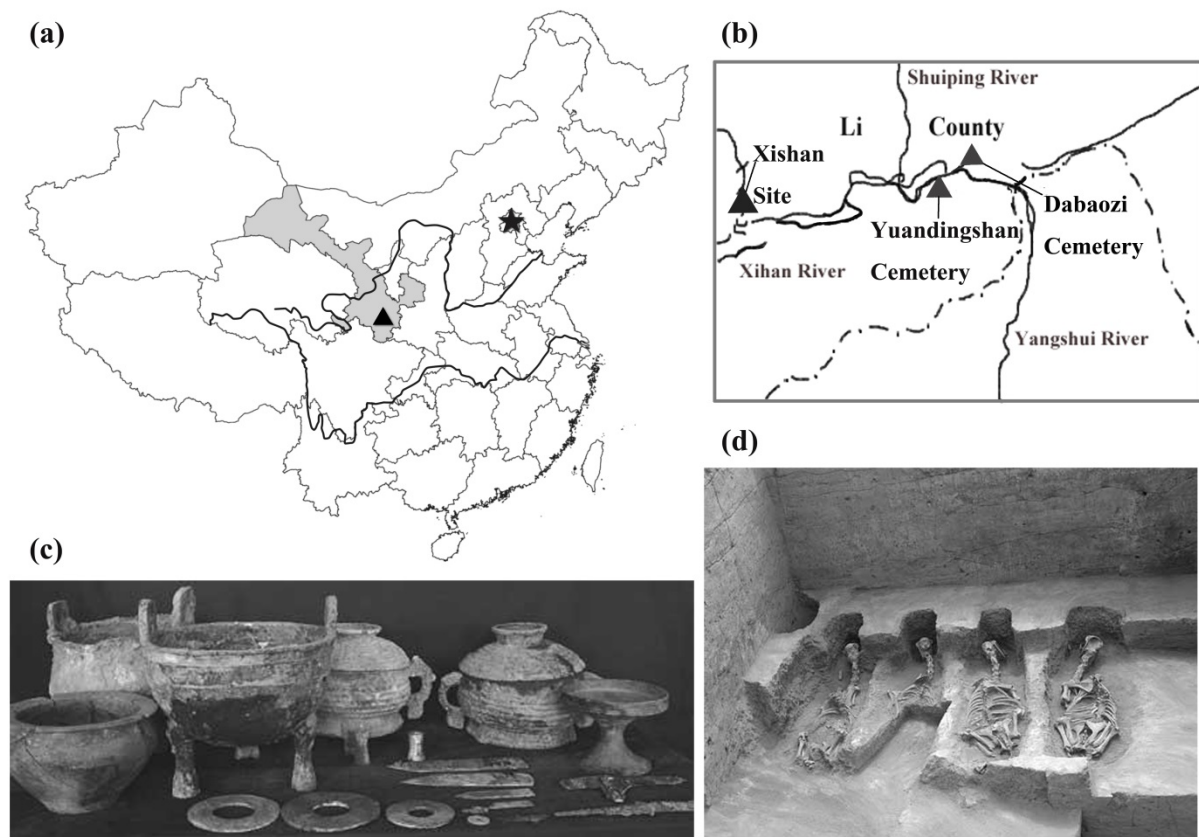 (a)
(b)
Shuiping River
Li County
Xishan
Site
Dabaozi
Yuandingshan
Cemetery
Xihan River
Cemetery
Yangshui River
(c)
(d)